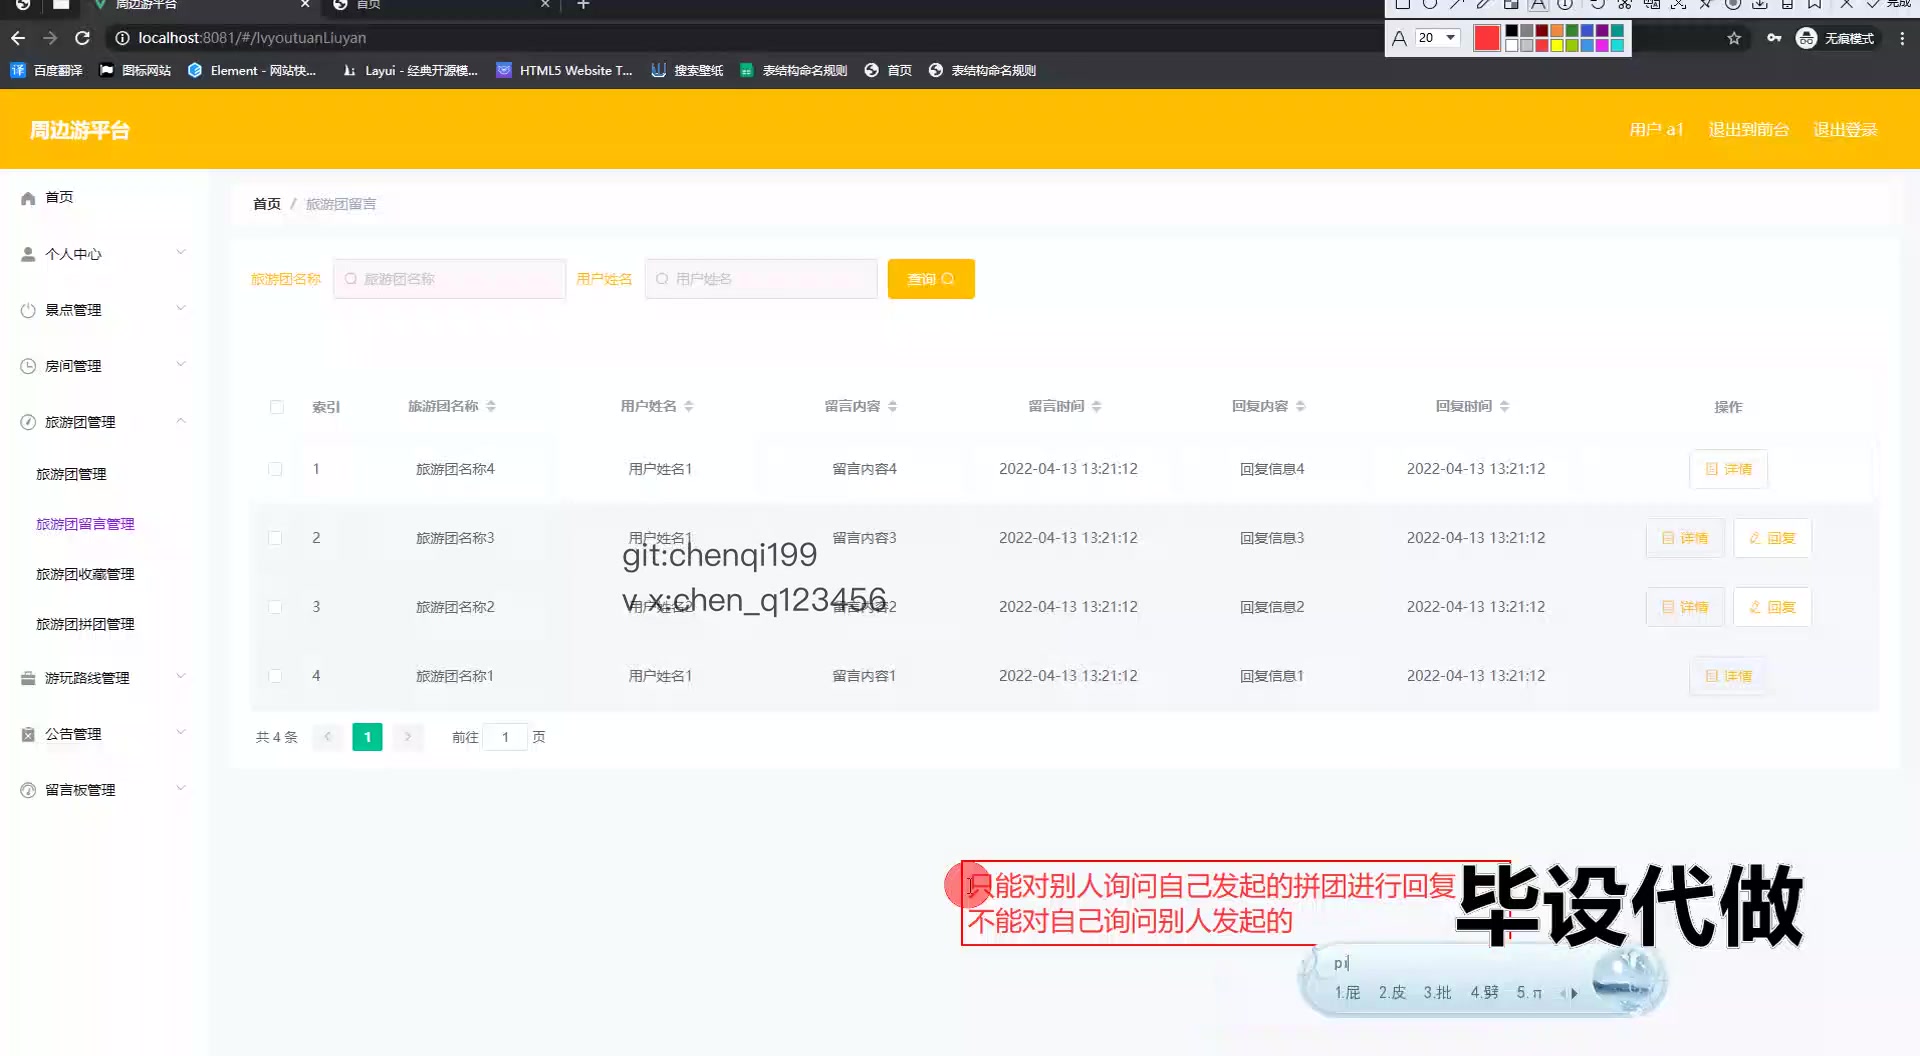 周边游平台
首页
localhost:8081/#/lvyoutuanLiuyan
A
20
完成
无痕模式
百度翻译
图标网站
Element - 网站快...
Layui - 经典开源模...
HTML5 Website T...
搜索壁纸
表结构命名规则
首页
表结构命名规则
周边游平台
用户 a1
退出到前台
退出登录
首页
个人中心
景点管理
房间管理
旅游团管理
旅游团管理
旅游团留言管理
旅游团收藏管理
旅游团拼团管理
游玩路线管理
公告管理
留言板管理
首页 / 旅游团留言
旅游团名称 旅游团名称 用户姓名 用户姓名 查询
索引 旅游团名称 用户姓名 留言内容 留言时间 回复内容 回复时间 操作
1 旅游团名称4 用户姓名1 留言内容4 2022-04-13 13:21:12 回复信息4 2022-04-13 13:21:12 详情
2 旅游团名称3 用户姓名1 留言内容3 2022-04-13 13:21:12 回复信息3 2022-04-13 13:21:12 详情 回复
git:chenqi199
3 旅游团名称2 留言内容2 2022-04-13 13:21:12 回复信息2 2022-04-13 13:21:12 详情 回复
v x:chen_q123456
4 旅游团名称1 用户姓名1 留言内容1 2022-04-13 13:21:12 回复信息1 2022-04-13 13:21:12 详情
共 4 条 1 前往 1 页
只能对别人询问自己发起的拼团进行回复
不能对自己询问别人发起的
毕设代做
pi
1.屁 2.皮 3.批 4.劈 5.π